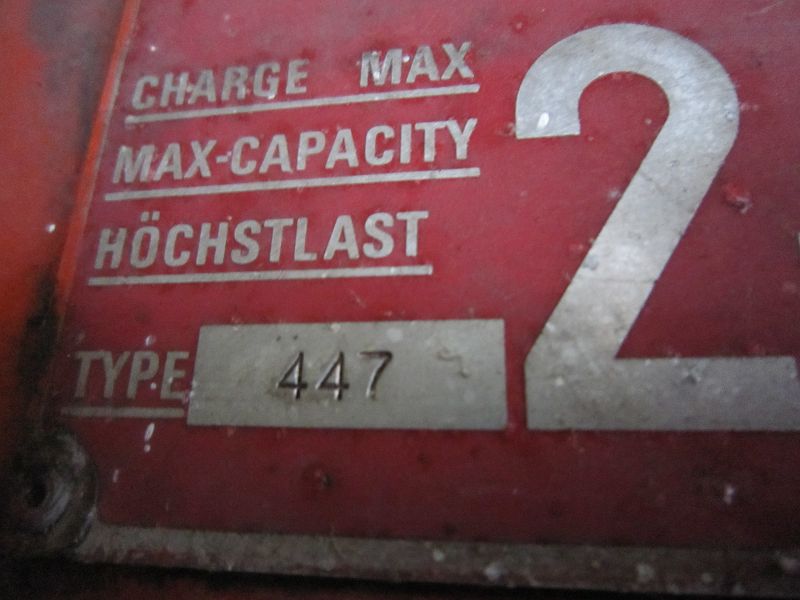 CHARGE MAX
MAX-CAPACITY
HÖCHSTLAST
2
TYPE 447